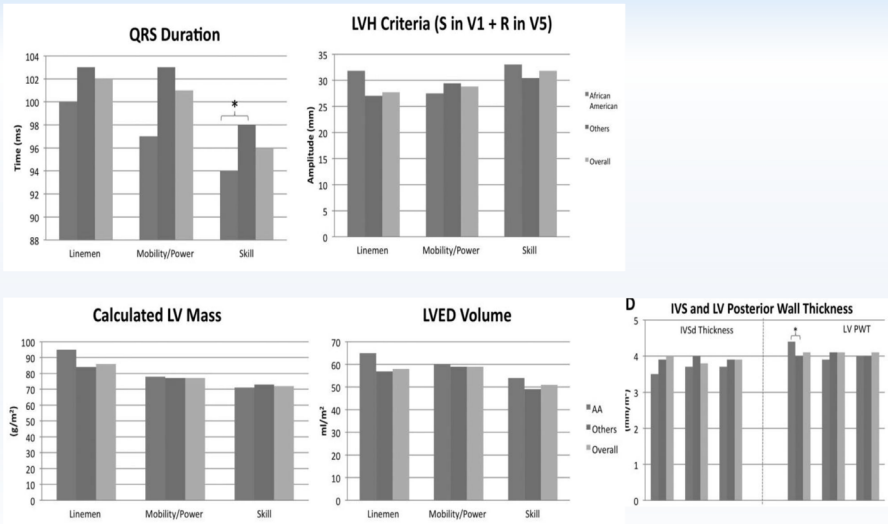 QRS Duration
104
102
100
98
96
94
92
90
88
Time (ms)
*
Linemen
Mobility/Power
Skill
LVH Criteria (S in V1 + R in V5)
35
30
25
20
15
10
5
0
Amplitude (mm)
Linemen
Mobility/Power
Skill
African
American
Others
Overall
Calculated LV Mass
100
90
80
70
60
50
40
30
20
10
0
(g/m²)
Linemen
Mobility/Power
Skill
LVED Volume
70
60
50
40
30
20
10
0
ml/m²
Linemen
Mobility/Power
Skill
AA
Others
Overall
D
IVS and LV Posterior Wall Thickness
IVSd Thickness
LV PWT
*
5
4
3
2
1
0